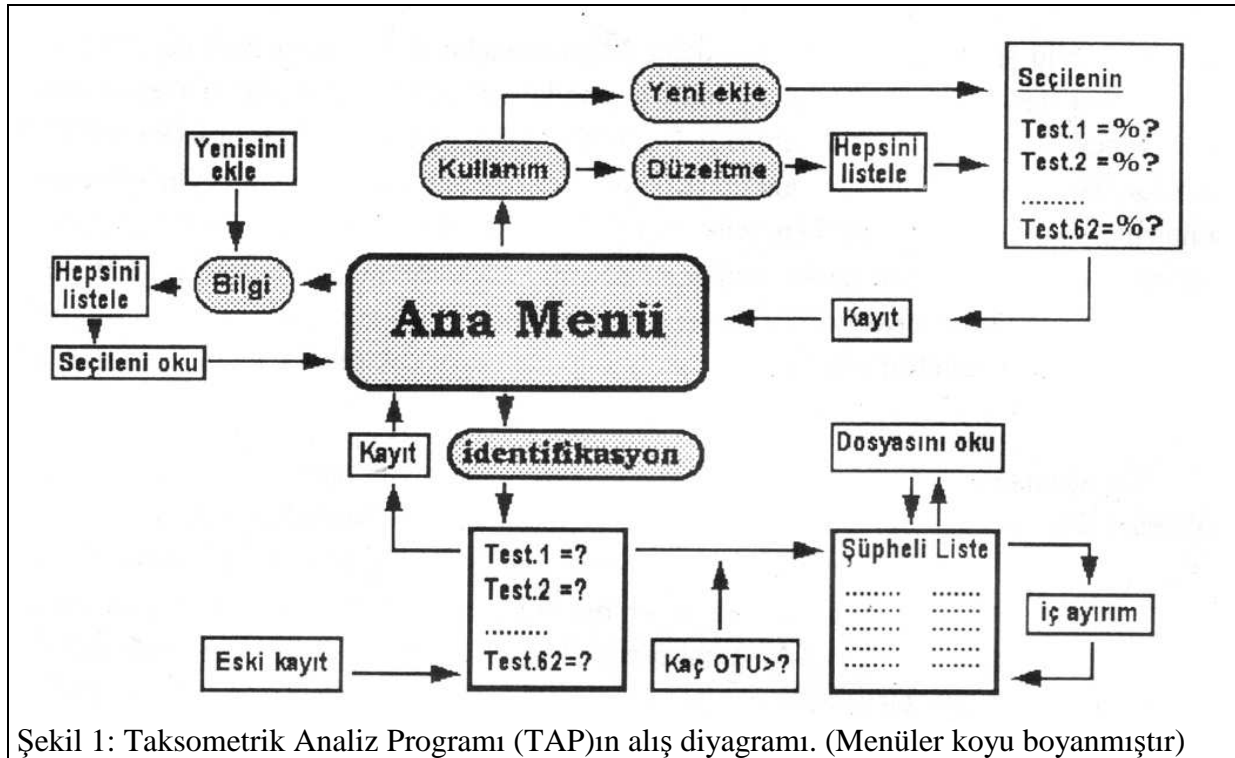 Yeni ekle
Seçilenin
Test.1 =%?
Test.2 =%?
.........
Test.62=%?
Yenisini
ekle
Kullanım
Düzeltme
Hepsini
listele
Hepsini
listele
Bilgi
Ana Menü
Kayıt
Seçileni oku
Kayıt
identifikasyon
Dosyasını oku
Test.1 =?
Test.2 =?
.........
Test.62=?
Şüpheli Liste
....... .......
....... .......
....... .......
....... .......
....... .......
iç ayırım
Eski kayıt
Kaç OTU>?
Şekil 1: Taksometrik Analiz Programı (TAP)ın alış diyagramı. (Menüler koyu boyanmıştır)